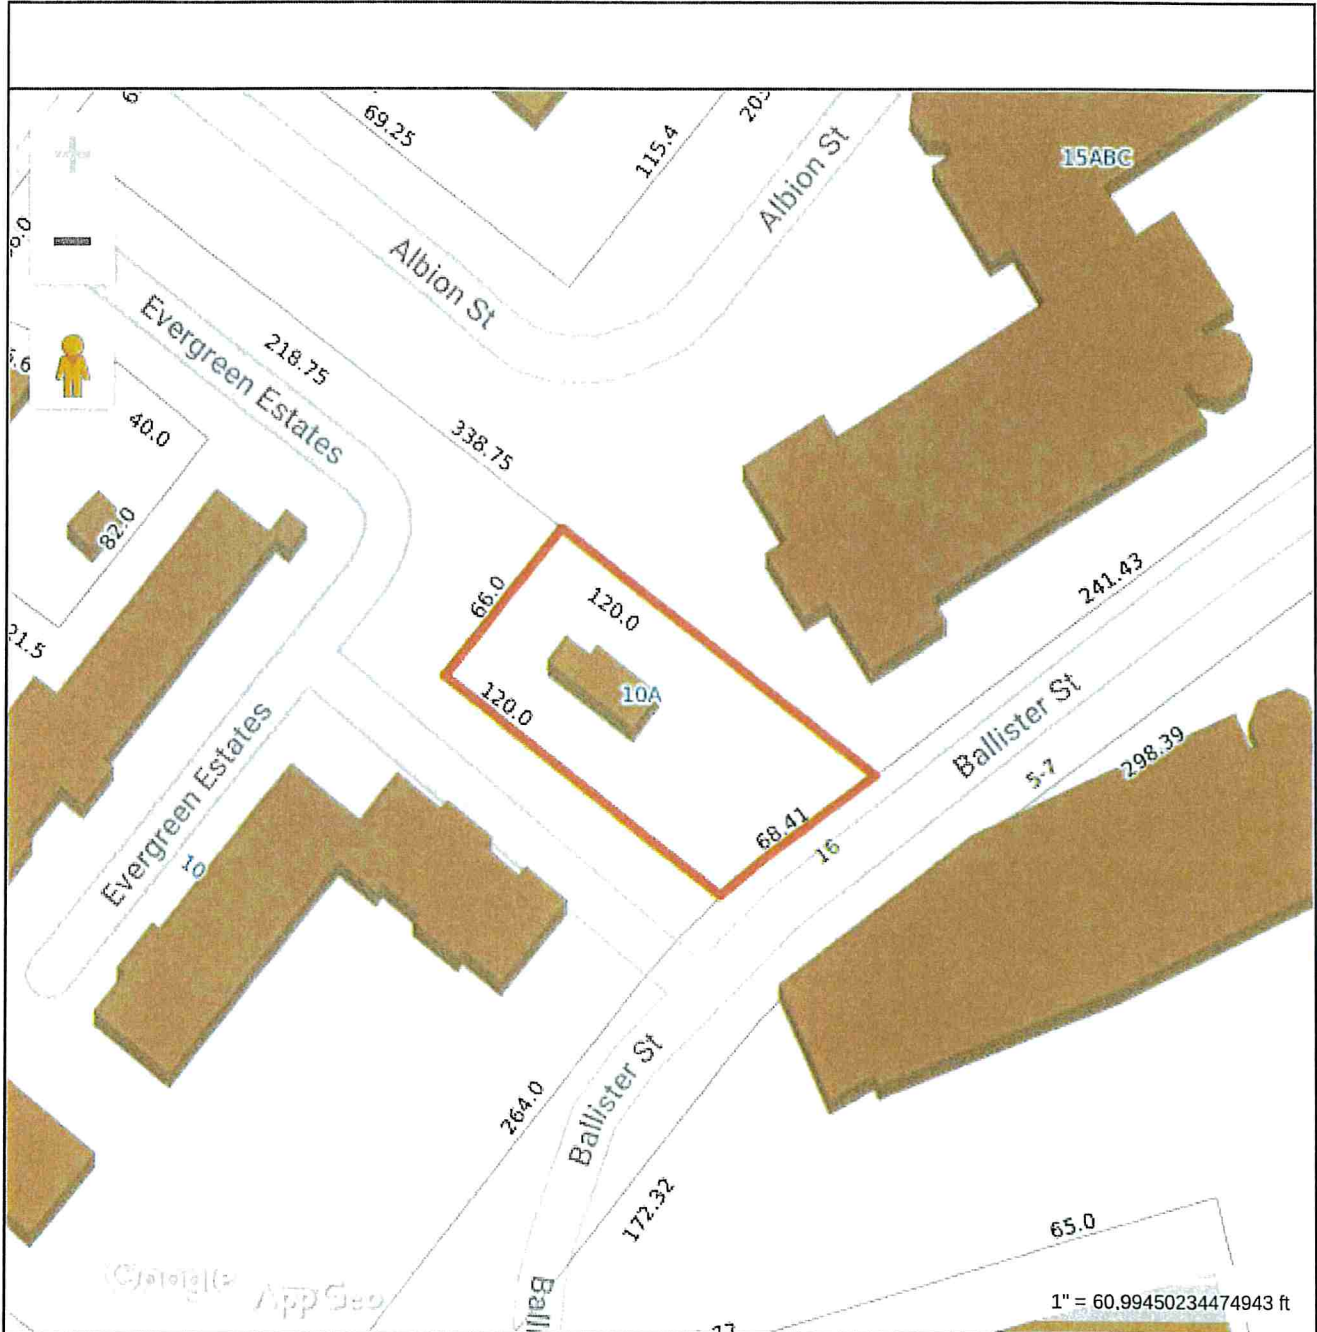 69.25
115.4
Albion St
15ABC
Albion St
Evergreen Estates
218.75
338.75
40.0
82.0
66.0
120.0
241.43
10A
120.0
Ballister St
Evergreen Estates
5-7
298.39
68.41
16
10
Ballister St
264.0
172.32
65.0
Google
AppGeo
1" = 60.99450234474943 ft